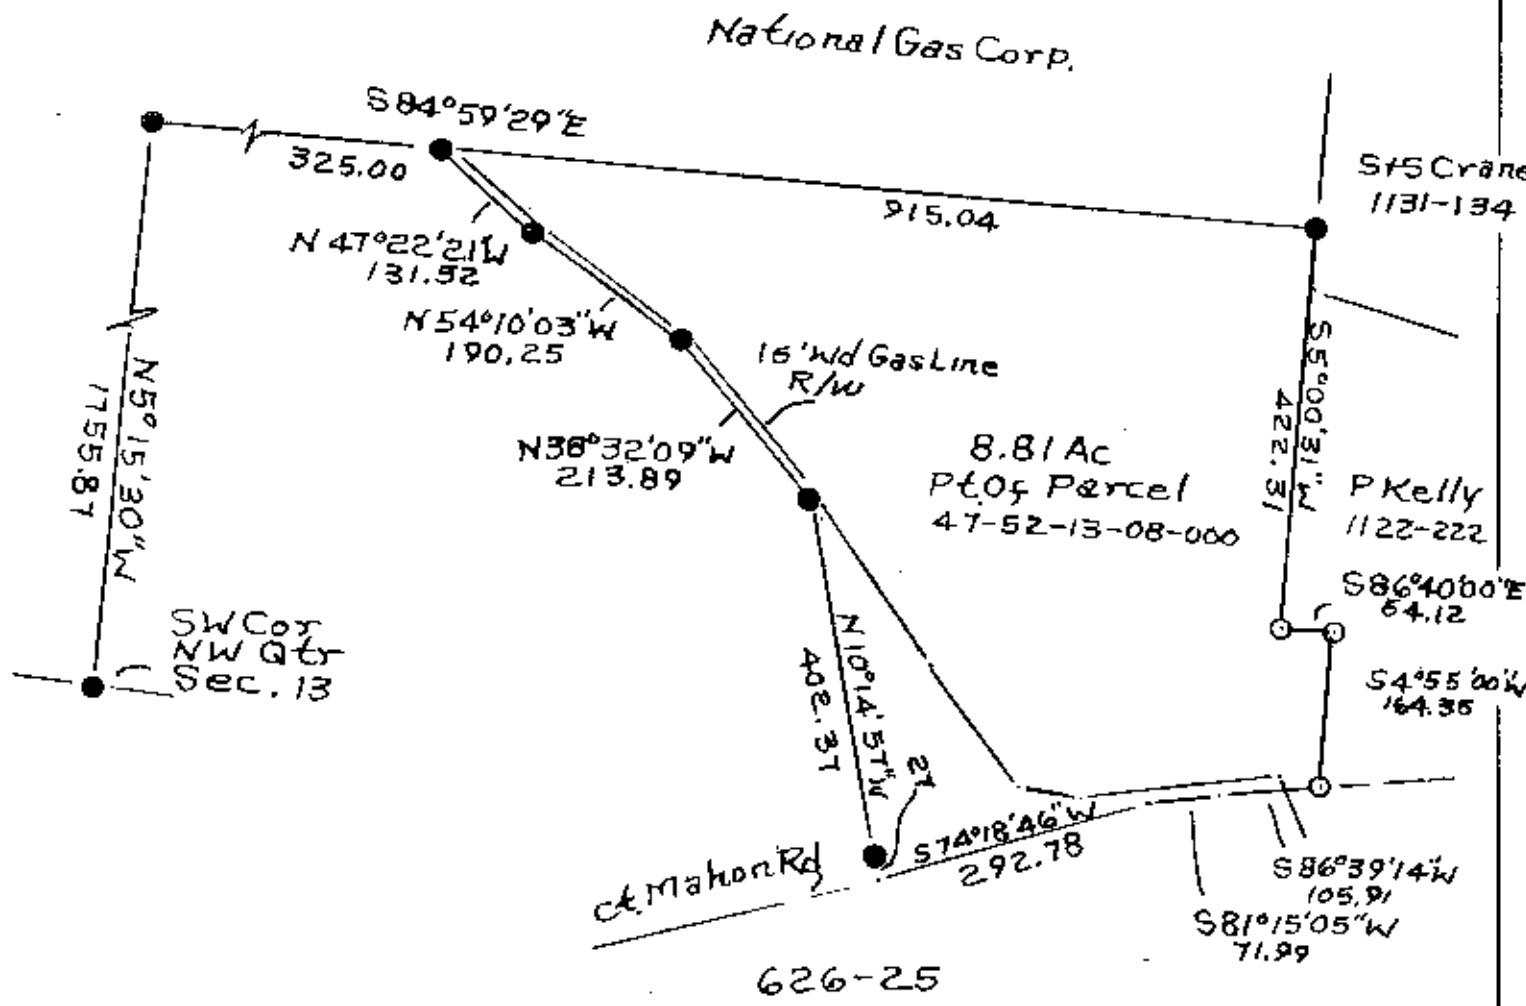 National Gas Corp.
S84°59'29"E
325.00
915.04
S+S Crane
1131-134
N47°22'21"W
131.52
N54°10'03"W
190.25
16'Wd Gas Line
R/W
N38°32'09"W
213.89
N5°15'30"W
1755.87
8.81 Ac
Pt Of Parcel
47-52-13-08-000
S5°00'31"W
422.31
P Kelly
1122-222
S86°40'00"E
54.12
SW Cor
NW Qtr
Sec. 13
S4°55'00"W
164.35
N10°14'57"W
402.37
27
S74°18'46"W
292.78
Mahon Rd
S86°39'14"W
105.91
S81°15'05"W
71.99
626-25